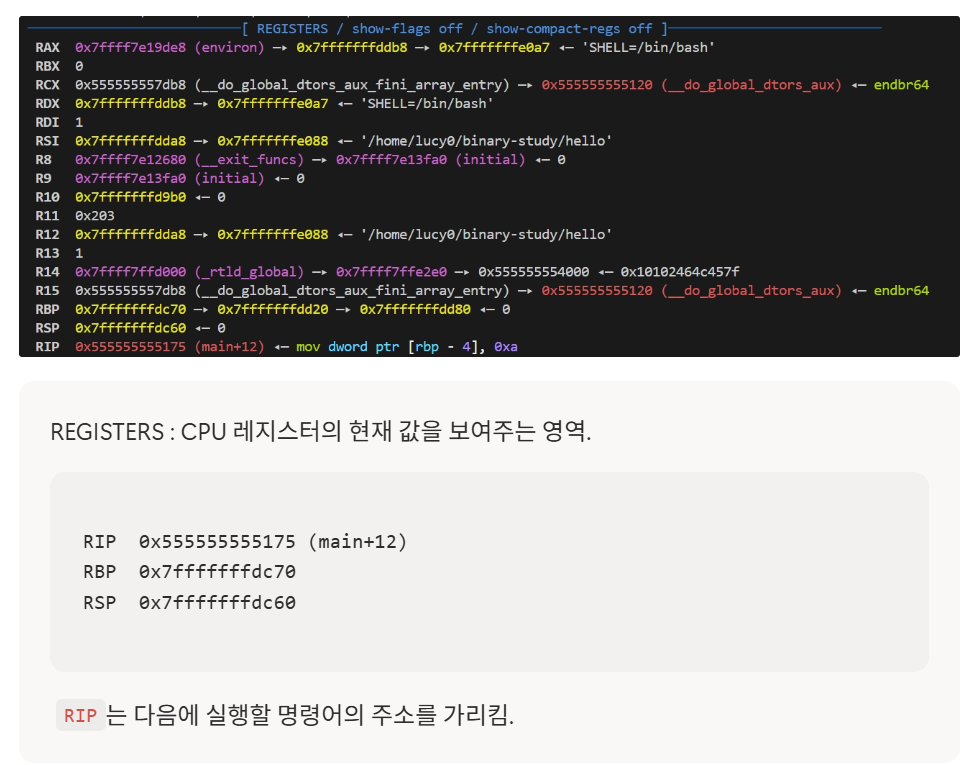 [ REGISTERS / show-flags off / show-compact-regs off ]
RAX 0x7ffff7e19de8 (environ) —▸ 0x7fffffffddb8 —▸ 0x7fffffffe0a7 ◂— 'SHELL=/bin/bash'
RBX 0
RCX 0x555555557db8 (__do_global_dtors_aux_fini_array_entry) —▸ 0x555555555120 (__do_global_dtors_aux) ◂— endbr64
RDX 0x7fffffffddb8 —▸ 0x7fffffffe0a7 ◂— 'SHELL=/bin/bash'
RDI 1
RSI 0x7fffffffdda8 —▸ 0x7fffffffe088 ◂— '/home/lucy0/binary-study/hello'
R8 0x7ffff7e12680 (__exit_funcs) —▸ 0x7ffff7e13fa0 (initial) ◂— 0
R9 0x7ffff7e13fa0 (initial) ◂— 0
R10 0x7fffffffd9b0 ◂— 0
R11 0x203
R12 0x7fffffffdda8 —▸ 0x7fffffffe088 ◂— '/home/lucy0/binary-study/hello'
R13 1
R14 0x7ffff7ffd000 (_rtld_global) —▸ 0x7ffff7ffe2e0 —▸ 0x555555554000 ◂— 0x10102464c457f
R15 0x555555557db8 (__do_global_dtors_aux_fini_array_entry) —▸ 0x555555555120 (__do_global_dtors_aux) ◂— endbr64
RBP 0x7fffffffdc70 —▸ 0x7fffffffdd20 —▸ 0x7fffffffdd80 ◂— 0
RSP 0x7fffffffdc60 ◂— 0
RIP 0x555555555175 (main+12) ◂— mov dword ptr [rbp - 4], 0xa
REGISTERS : CPU 레지스터의 현재 값을 보여주는 영역.
RIP 0x555555555175 (main+12)
RBP 0x7fffffffdc70
RSP 0x7fffffffdc60
RIP는 다음에 실행할 명령어의 주소를 가리킴.